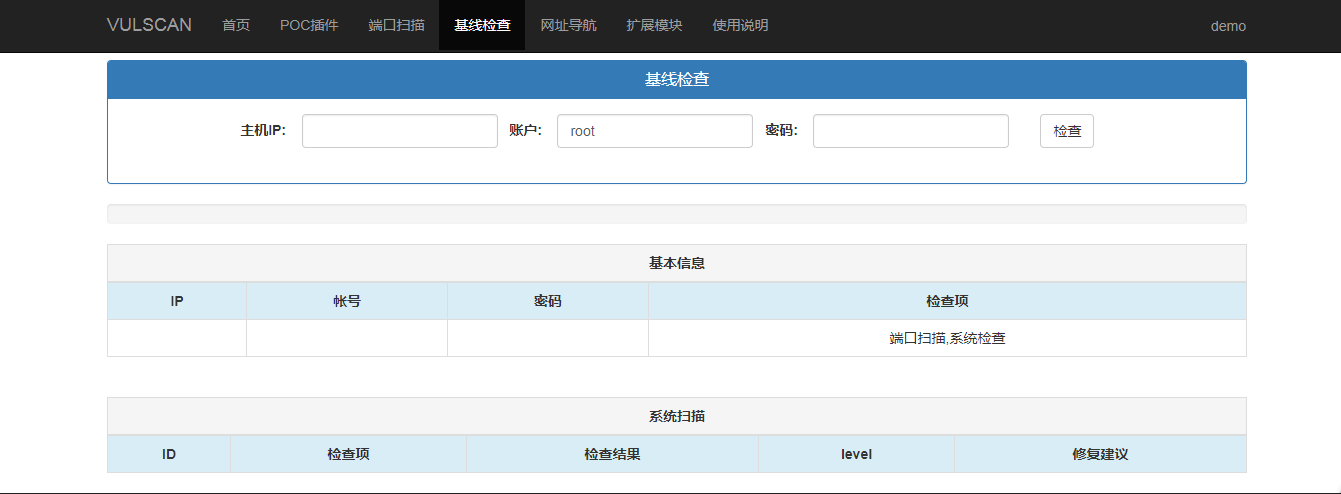 VULSCAN 首页 POC插件 端口扫描 基线检查 网址导航 扩展模块 使用说明 demo
基线检查
主机IP: 账户: root 密码: 检查
基本信息
IP 帐号 密码 检查项
端口扫描,系统检查
系统扫描
ID 检查项 检查结果 level 修复建议